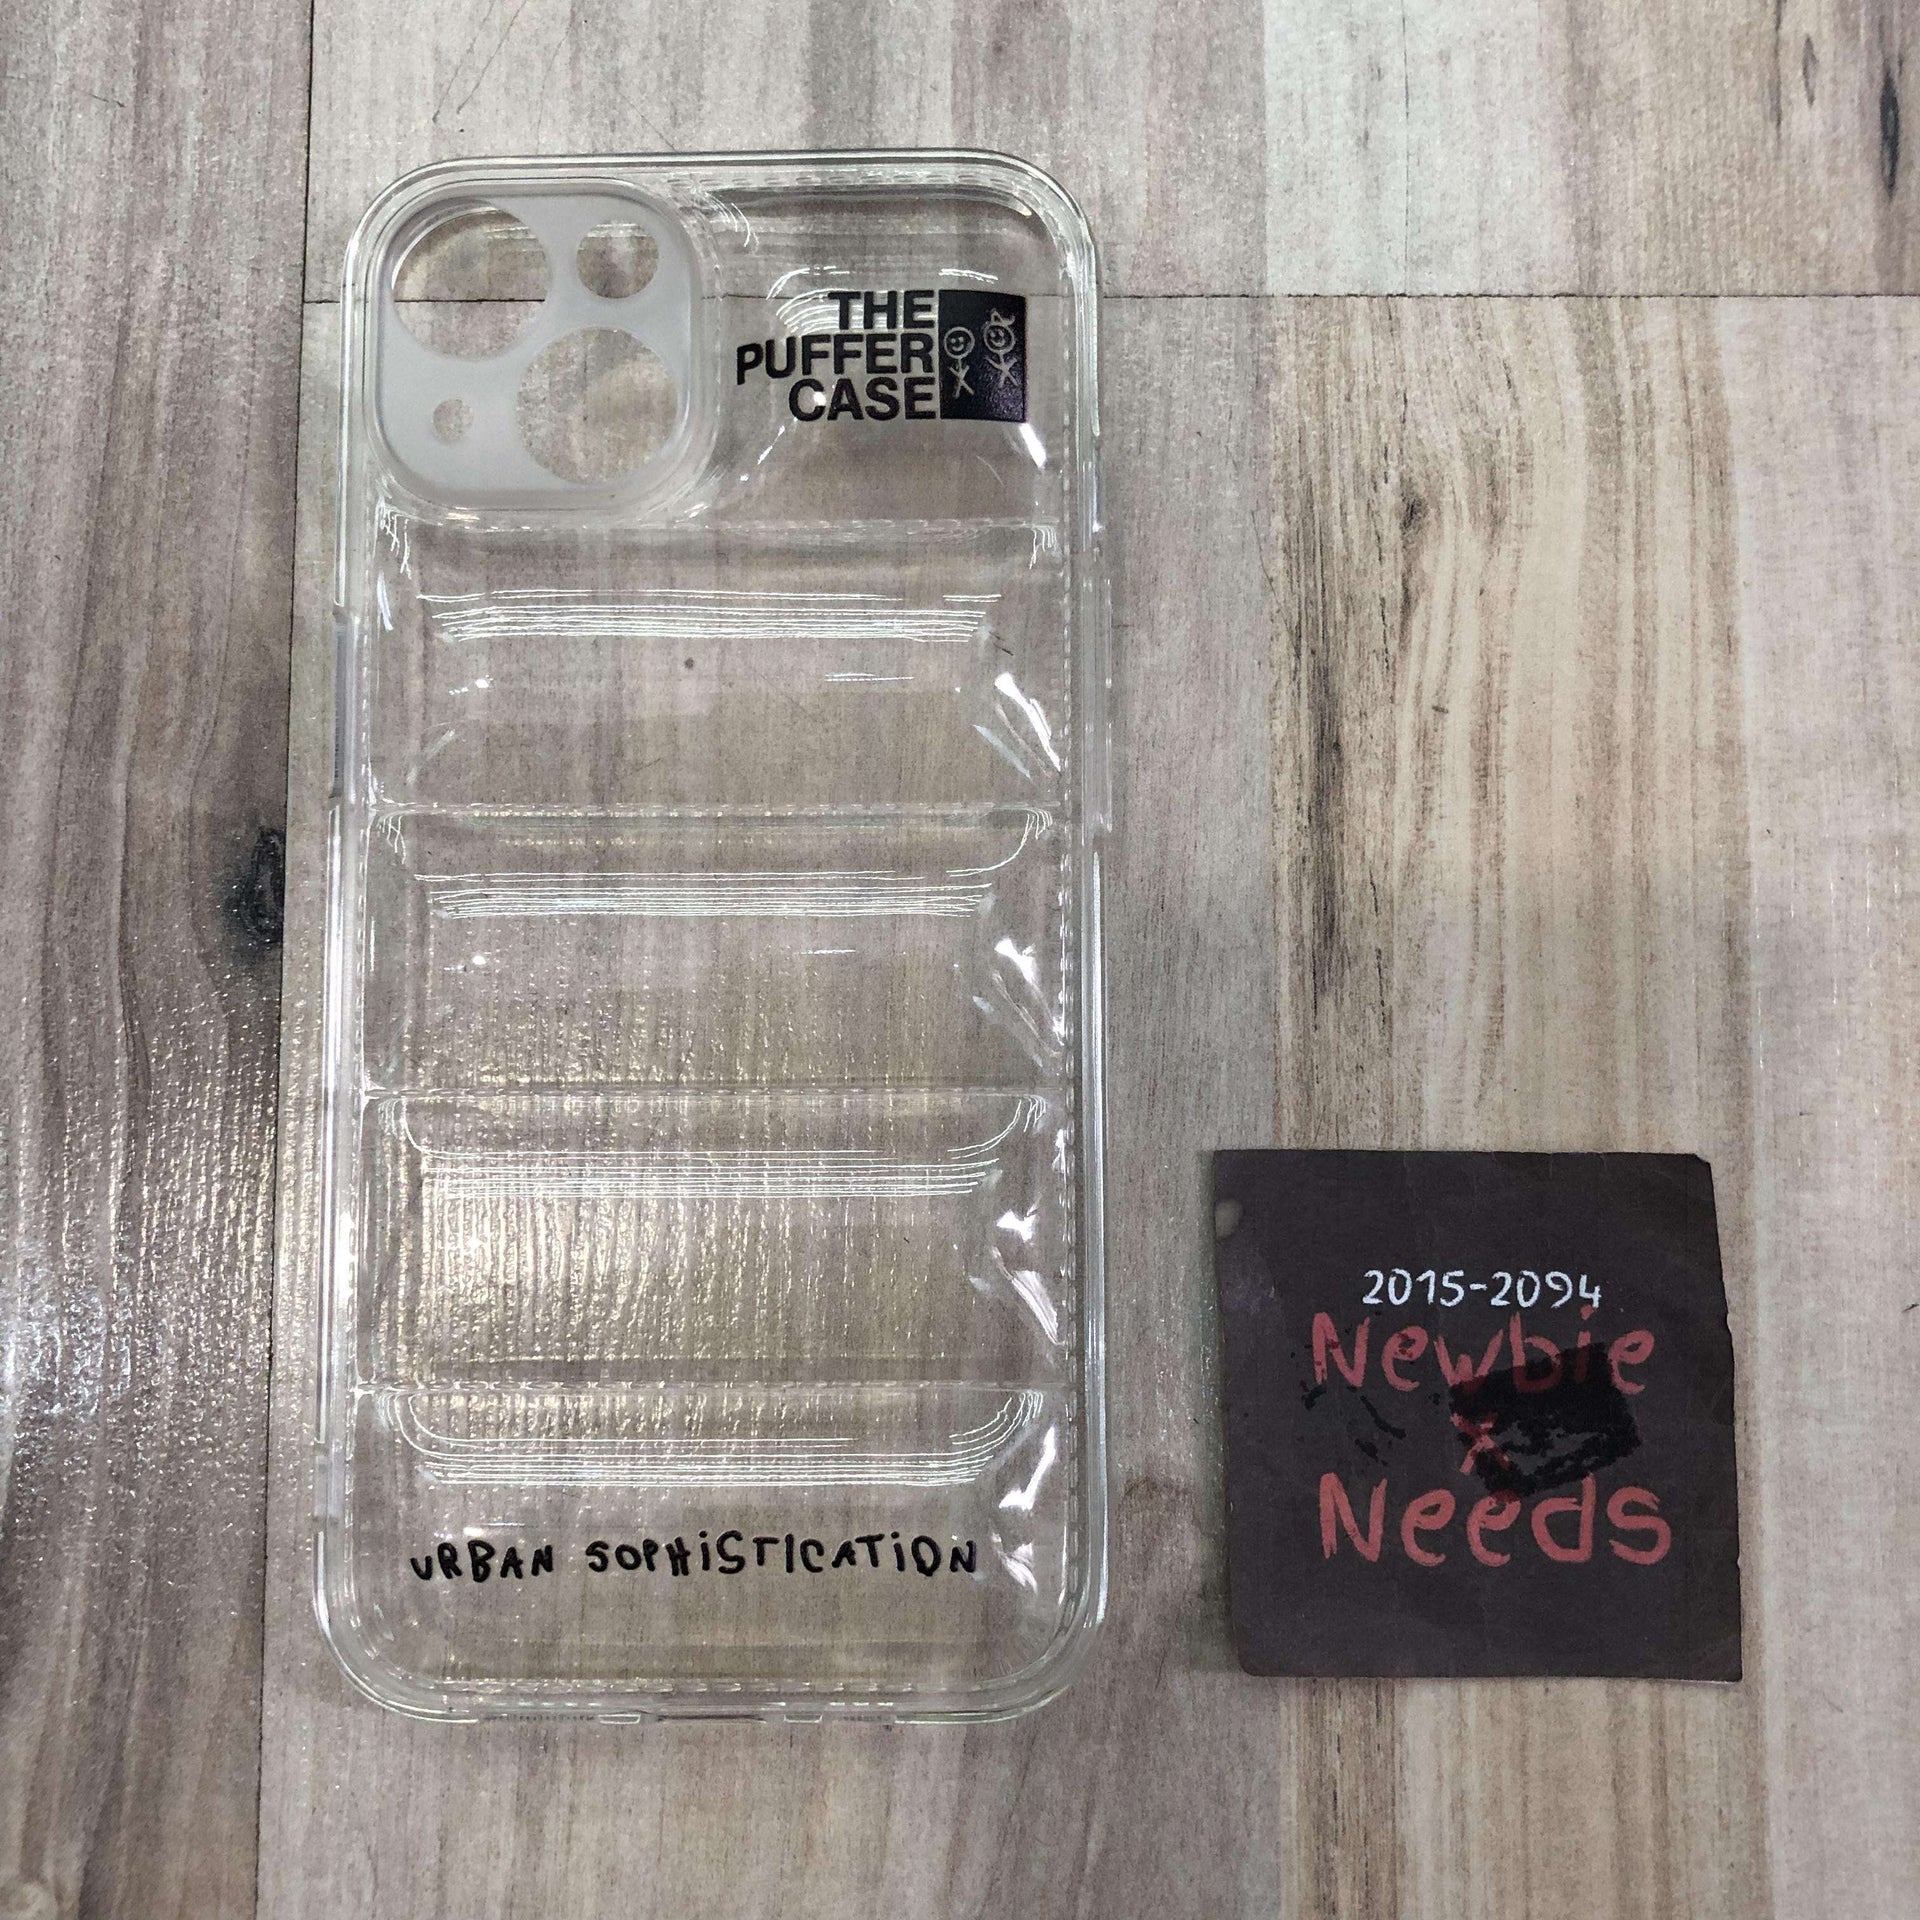 THE
PUFFER
CASE
URBAN SOPHiSTICATiON
2015-2094
Newbie
X
Needs